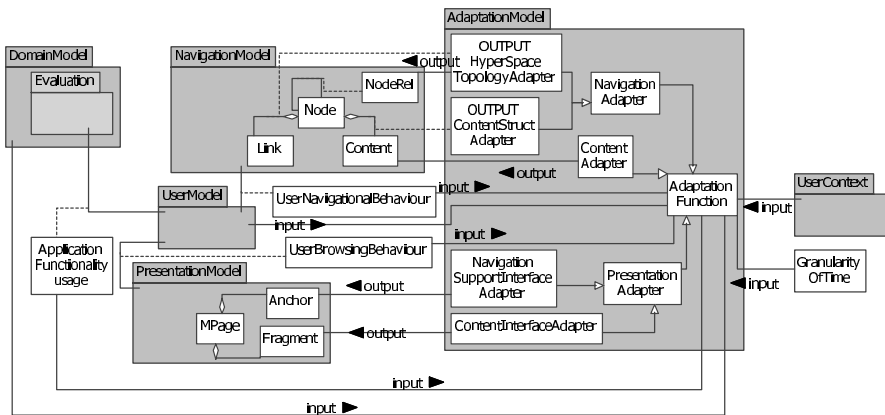 AdaptationModel
DomainModel
NavigationModel
output
OUTPUT
HyperSpace
TopologyAdapter
Evaluation
NodeRel
Navigation
Adapter
Node
OUTPUT
ContentStruct
Adapter
Link
Content
Content
Adapter
output
UserModel
UserNavigationalBehaviour
input
Adaptation
Function
UserContext
input
input
Application
Functionality
usage
UserBrowsingBehaviour
input
PresentationModel
Navigation
SupportInterface
Adapter
Presentation
Adapter
Granularity
OfTime
input
Anchor
output
MPage
Fragment
output
ContentInterfaceAdapter
input
input